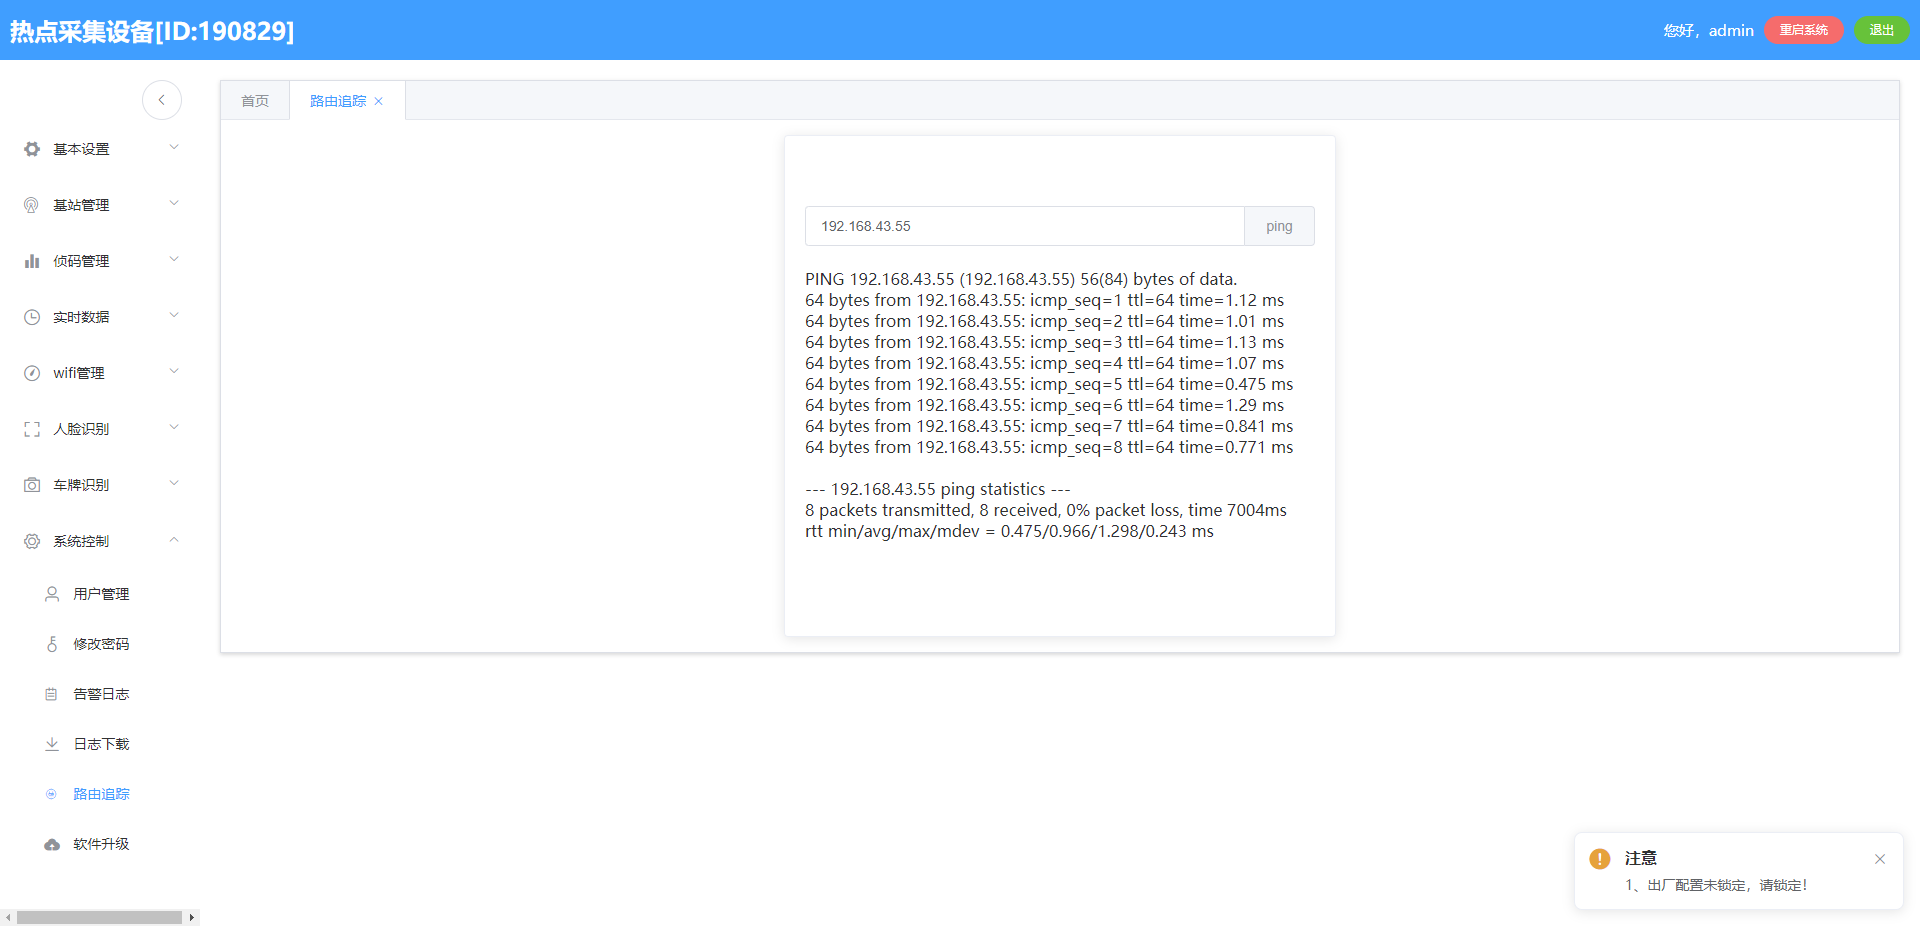 热点采集设备[ID:190829]
您好，admin
重启系统
退出
首页
路由追踪
基本设置
基站管理
侦码管理
实时数据
wifi管理
人脸识别
车牌识别
系统控制
用户管理
修改密码
告警日志
日志下载
路由追踪
软件升级
192.168.43.55
ping
PING 192.168.43.55 (192.168.43.55) 56(84) bytes of data.
64 bytes from 192.168.43.55: icmp_seq=1 ttl=64 time=1.12 ms
64 bytes from 192.168.43.55: icmp_seq=2 ttl=64 time=1.01 ms
64 bytes from 192.168.43.55: icmp_seq=3 ttl=64 time=1.13 ms
64 bytes from 192.168.43.55: icmp_seq=4 ttl=64 time=1.07 ms
64 bytes from 192.168.43.55: icmp_seq=5 ttl=64 time=0.475 ms
64 bytes from 192.168.43.55: icmp_seq=6 ttl=64 time=1.29 ms
64 bytes from 192.168.43.55: icmp_seq=7 ttl=64 time=0.841 ms
64 bytes from 192.168.43.55: icmp_seq=8 ttl=64 time=0.771 ms
--- 192.168.43.55 ping statistics ---
8 packets transmitted, 8 received, 0% packet loss, time 7004ms
rtt min/avg/max/mdev = 0.475/0.966/1.298/0.243 ms
注意
1、出厂配置未锁定，请锁定！